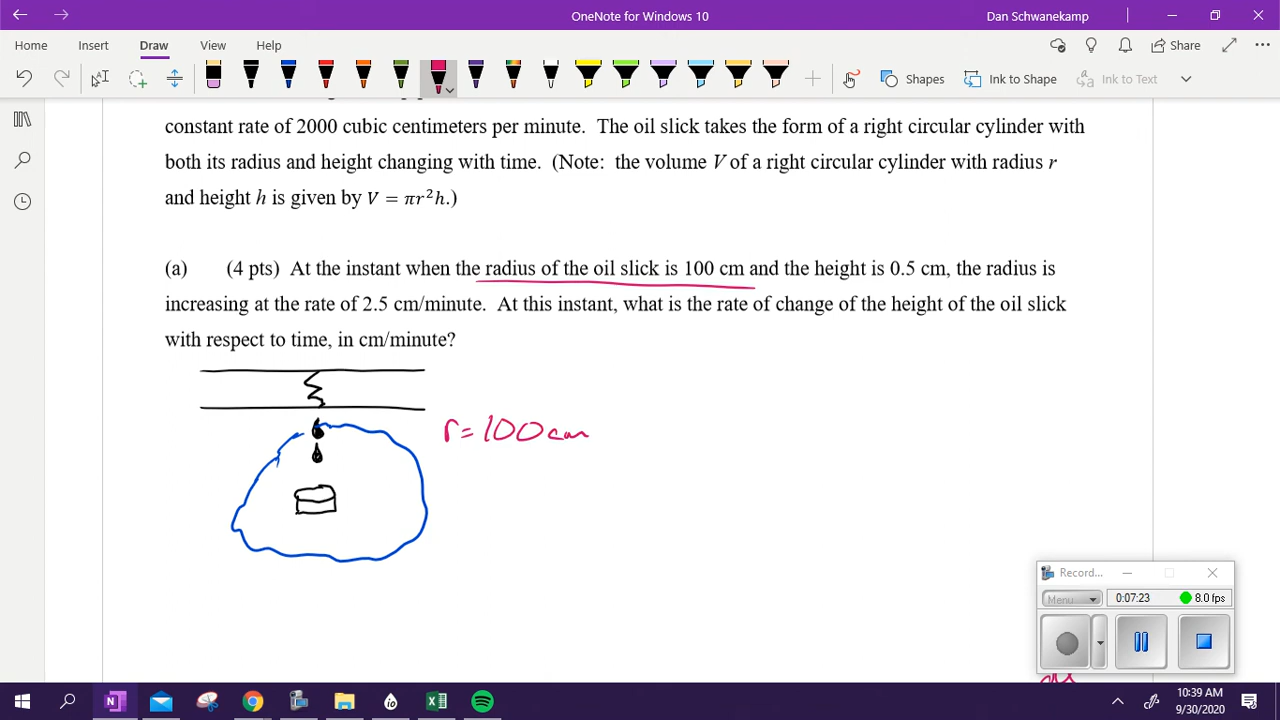 OneNote for Windows 10
Dan Schwanekamp
Home Insert Draw View Help
Share
Shapes Ink to Shape Ink to Text
constant rate of 2000 cubic centimeters per minute. The oil slick takes the form of a right circular cylinder with
both its radius and height changing with time. (Note: the volume V of a right circular cylinder with radius r
and height h is given by V = πr²h.)
(a) (4 pts) At the instant when the radius of the oil slick is 100 cm and the height is 0.5 cm, the radius is
increasing at the rate of 2.5 cm/minute. At this instant, what is the rate of change of the height of the oil slick
with respect to time, in cm/minute?
r = 100 cm
Record...
Menu 0:07:23 8.0 fps
10:39 AM
9/30/2020